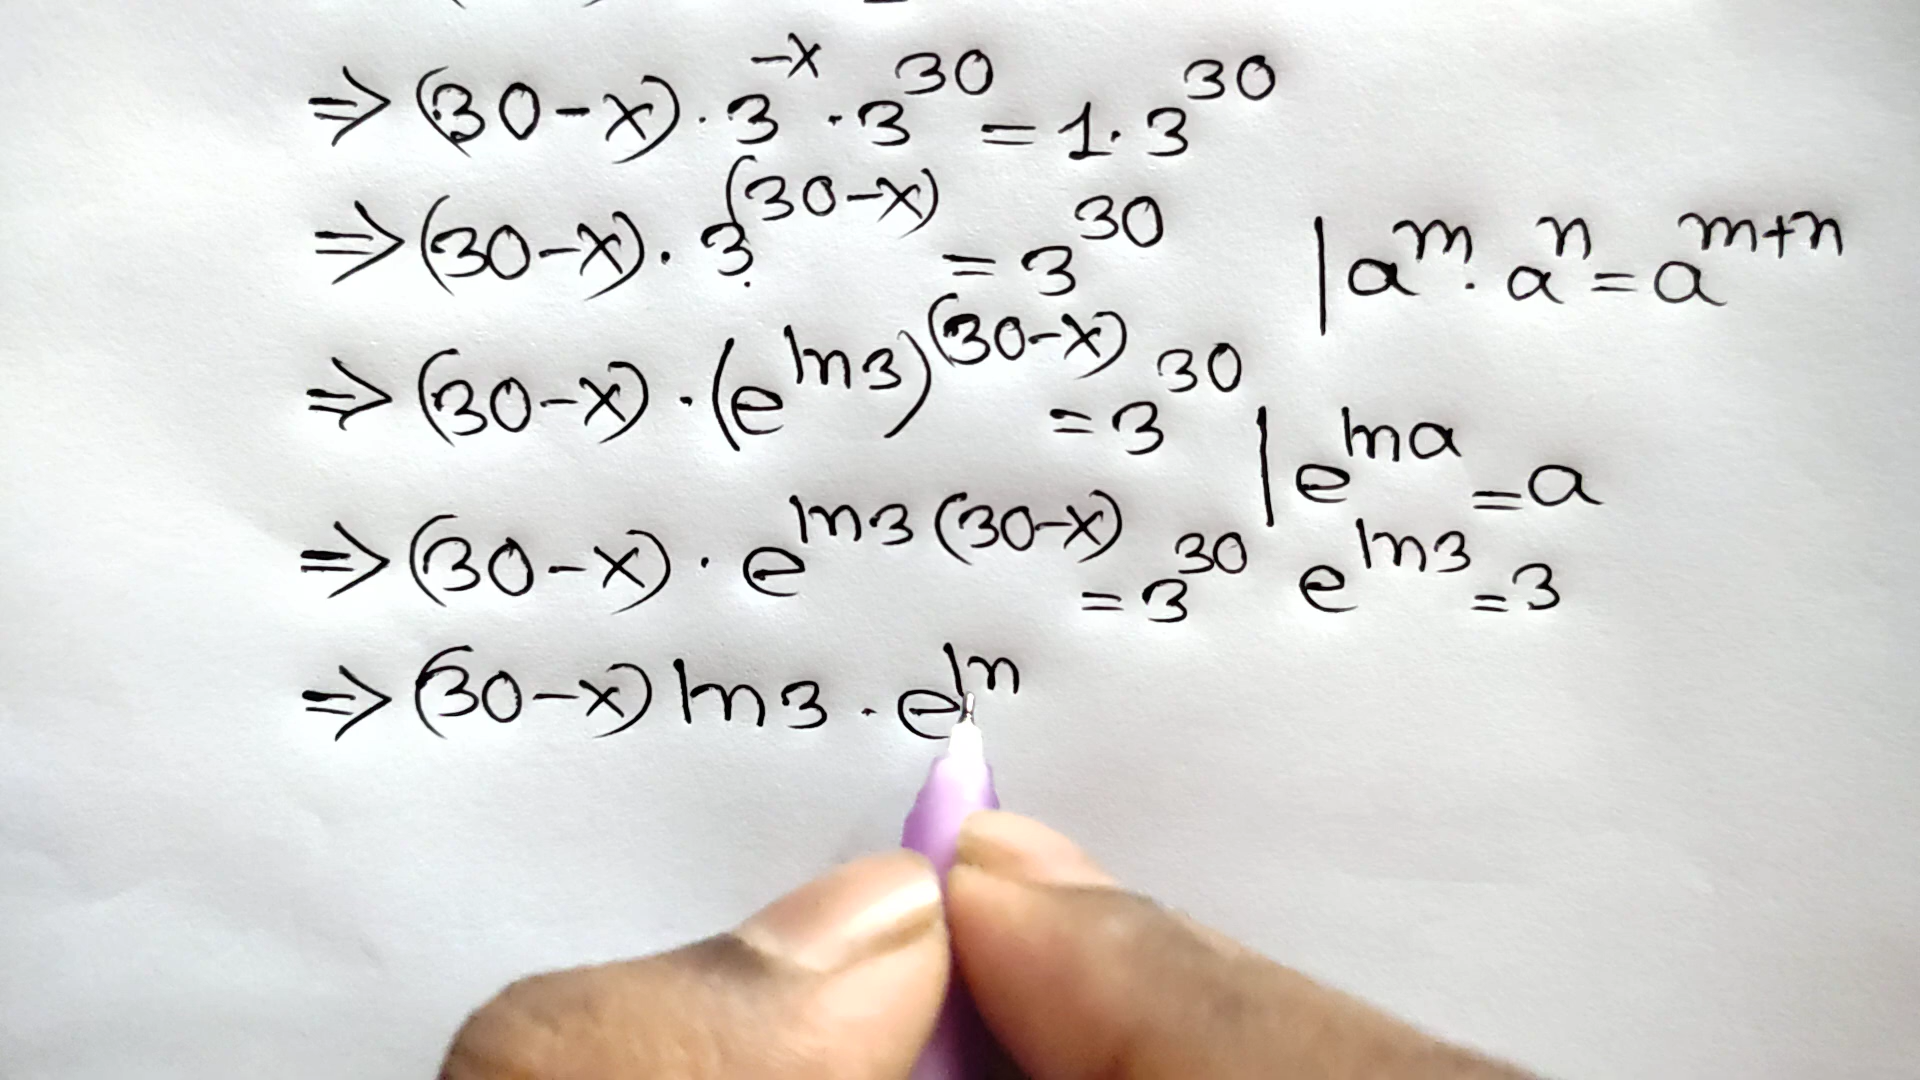 ⇒(30-x)·3^-x·3^30=1·3^30
⇒(30-x)·3^(30-x)=3^30 |a^m·a^n=a^m+n
⇒(30-x)·(e^ln3)^(30-x)=3^30 |e^lna=a
⇒(30-x)·e^ln3(30-x)=3^30 e^ln3=3
⇒(30-x)ln3·e^ln